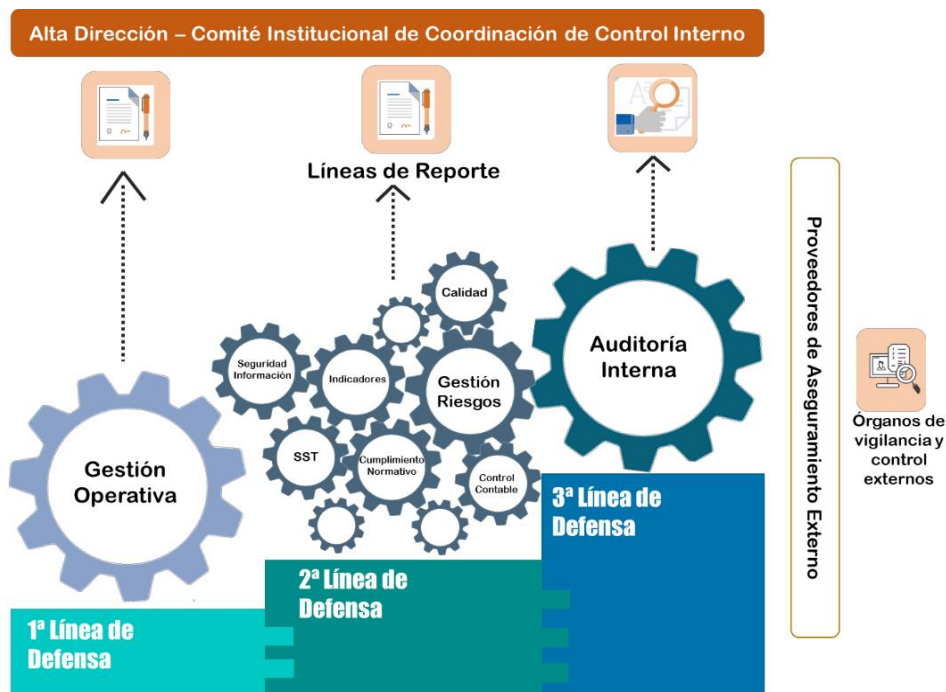 Alta Dirección – Comité Institucional de Coordinación de Control Interno
Líneas de Reporte
Gestión
Operativa
Seguridad
Información
Indicadores
Calidad
Gestión
Riesgos
SST
Cumplimiento
Normativo
Control
Contable
Auditoría
Interna
1ª Línea de
Defensa
2ª Línea de
Defensa
3ª Línea de
Defensa
Proveedores de Aseguramiento Externo
Órganos de
vigilancia y
control
externos